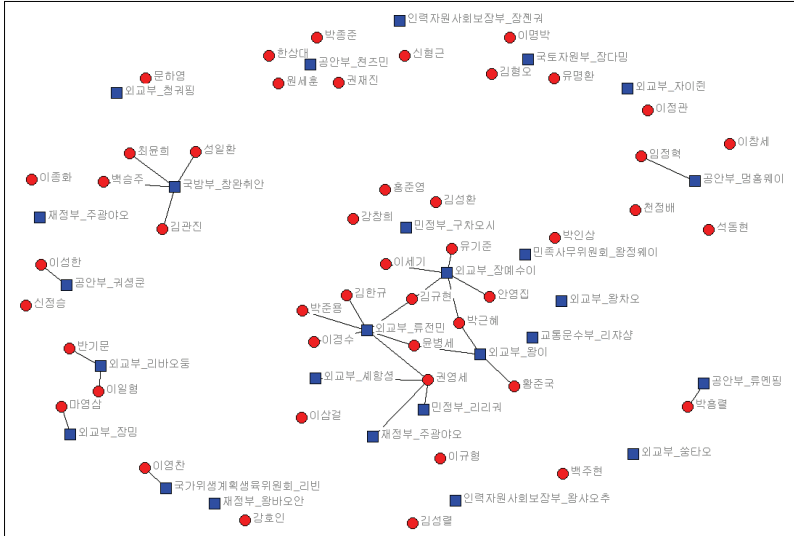 인력자원사회보장부_장젠궈
박종준
이명박
한삼대
신형근
공안부_쳔즈민
국토자원부_장다밍
문하영
원세훈
권재진
김형오
유명환
외교부_청궈핑
외교부_자이쥔
이정관
최윤희
성일환
이창세
임정혁
이종화
백승주
국방부_창완취안
공안부_멍홍웨이
홍준영
김성환
재정부_주광야오
김관진
강창희
민정부_구차오시
천정배
석동현
박인상
유기준
민족사무위원회_왕정웨이
이성한
이세기
외교부_장예수이
공안부_궈셩쿤
김한규
김규현
안영집
외교부_왕차오
신정승
박준용
박근혜
외교부_류전민
교통운수부_리쟈샹
이경수
윤병세
반기문
외교부_왕이
외교부_리바오둥
외교부_셰항셩
권영세
황준국
공안부_류옌핑
이일형
마영삼
민정부_리리궈
박흥렬
이삼걸
외교부_장밍
재정부_주광야오
외교부_쑹타오
이규형
이영찬
백주현
국가위생계획생육위원회_리빈
재정부_왕바오안
인력자원사회보장부_왕샤오추
강호인
김성렬